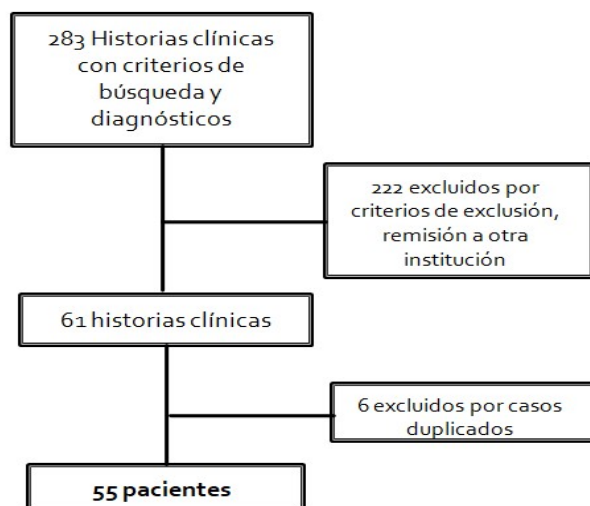 283 Historias clínicas
con criterios de
búsqueda y
diagnósticos
222 excluidos por
criterios de exclusión,
remisión a otra
institución
61 historias clínicas
6 excluidos por casos
duplicados
55 pacientes